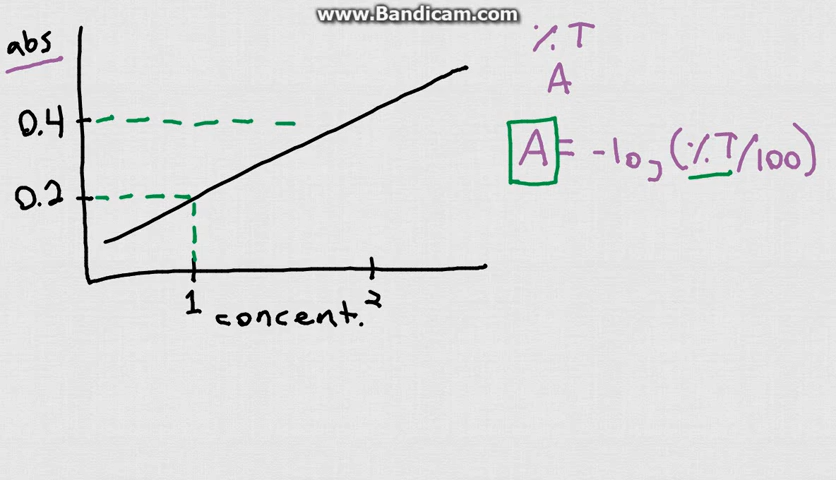 www.Bandicam.com
abs
% T
A
0.4
A = -log (% T/100)
0.2
1
2
concent.